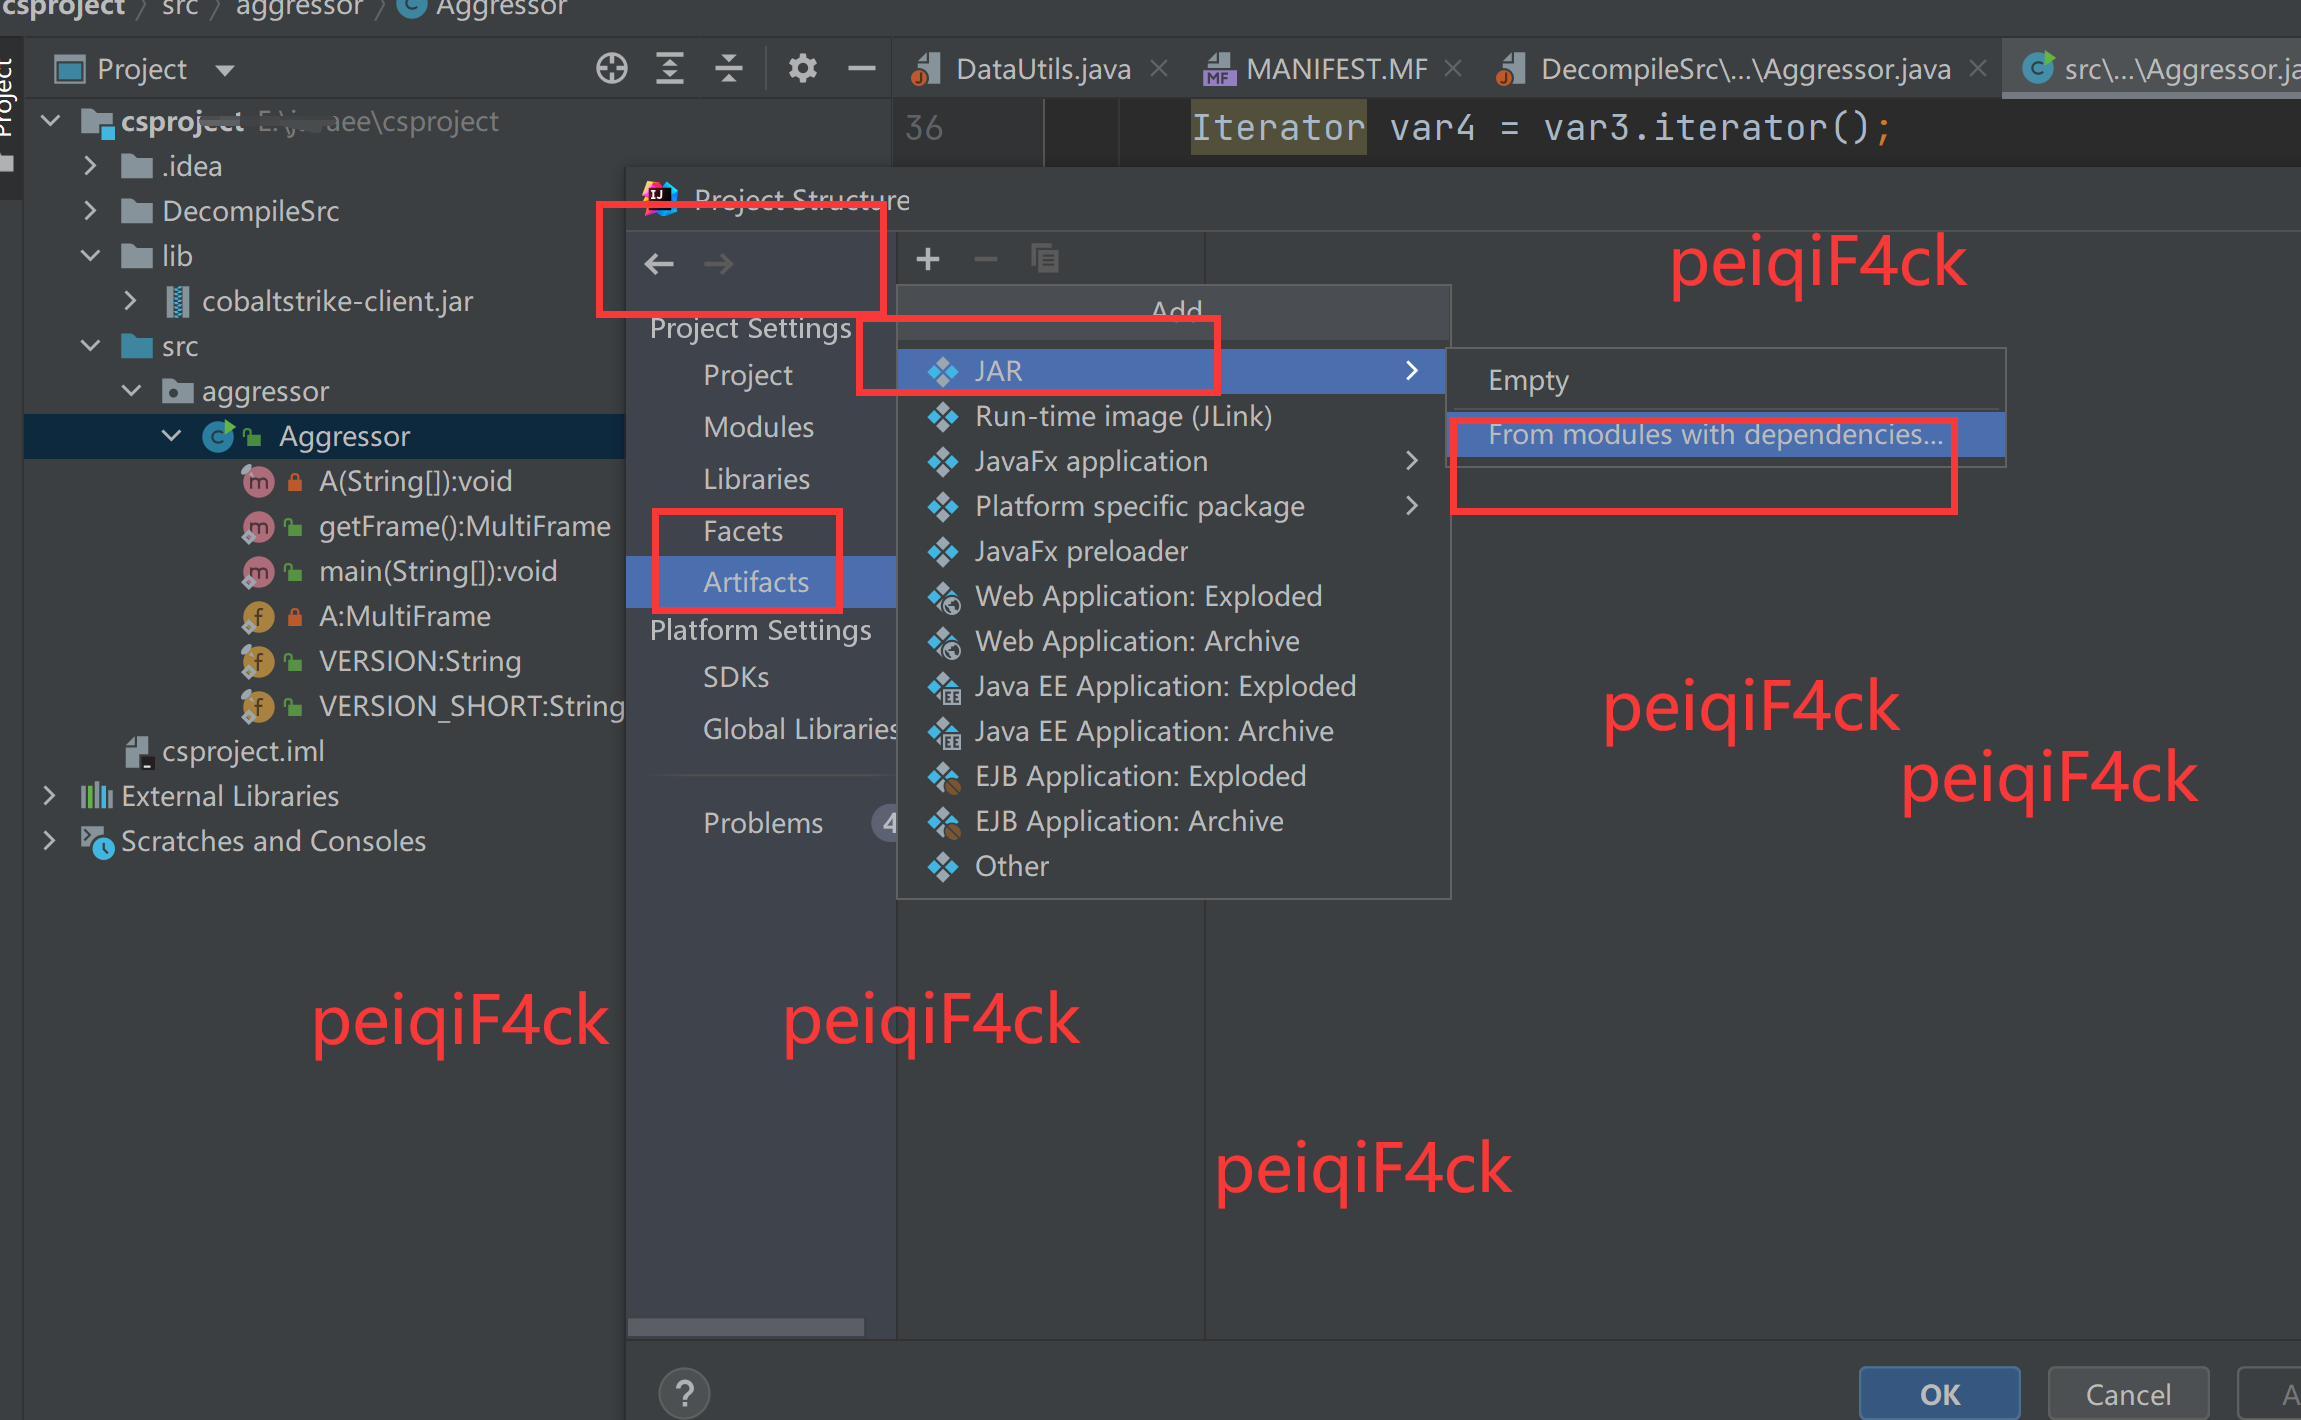 csproject 〉 src 〉 aggressor 〉 Aggressor
Project
Project
DataUtils.java
MANIFEST.MF
DecompileSrc\...\Aggressor.java
src\...\Aggressor.ja
csproject
\csproject
36
Iterator var4 = var3.iterator();
.idea
DecompileSrc
lib
cobaltstrike-client.jar
src
aggressor
Aggressor
A(String[]):void
getFrame():MultiFrame
main(String[]):void
A:MultiFrame
VERSION:String
VERSION_SHORT:String
csproject.iml
External Libraries
Scratches and Consoles
Project Structure
Project Settings
Project
Modules
Libraries
Facets
Artifacts
Platform Settings
SDKs
Global Libraries
Problems
4
Add
JAR
Run-time image (JLink)
JavaFx application
Platform specific package
JavaFx preloader
Web Application: Exploded
Web Application: Archive
Java EE Application: Exploded
Java EE Application: Archive
EJB Application: Exploded
EJB Application: Archive
Other
Empty
From modules with dependencies...
peiqiF4ck
peiqiF4ck
peiqiF4ck
peiqiF4ck
peiqiF4ck
peiqiF4ck
?
OK
Cancel
A